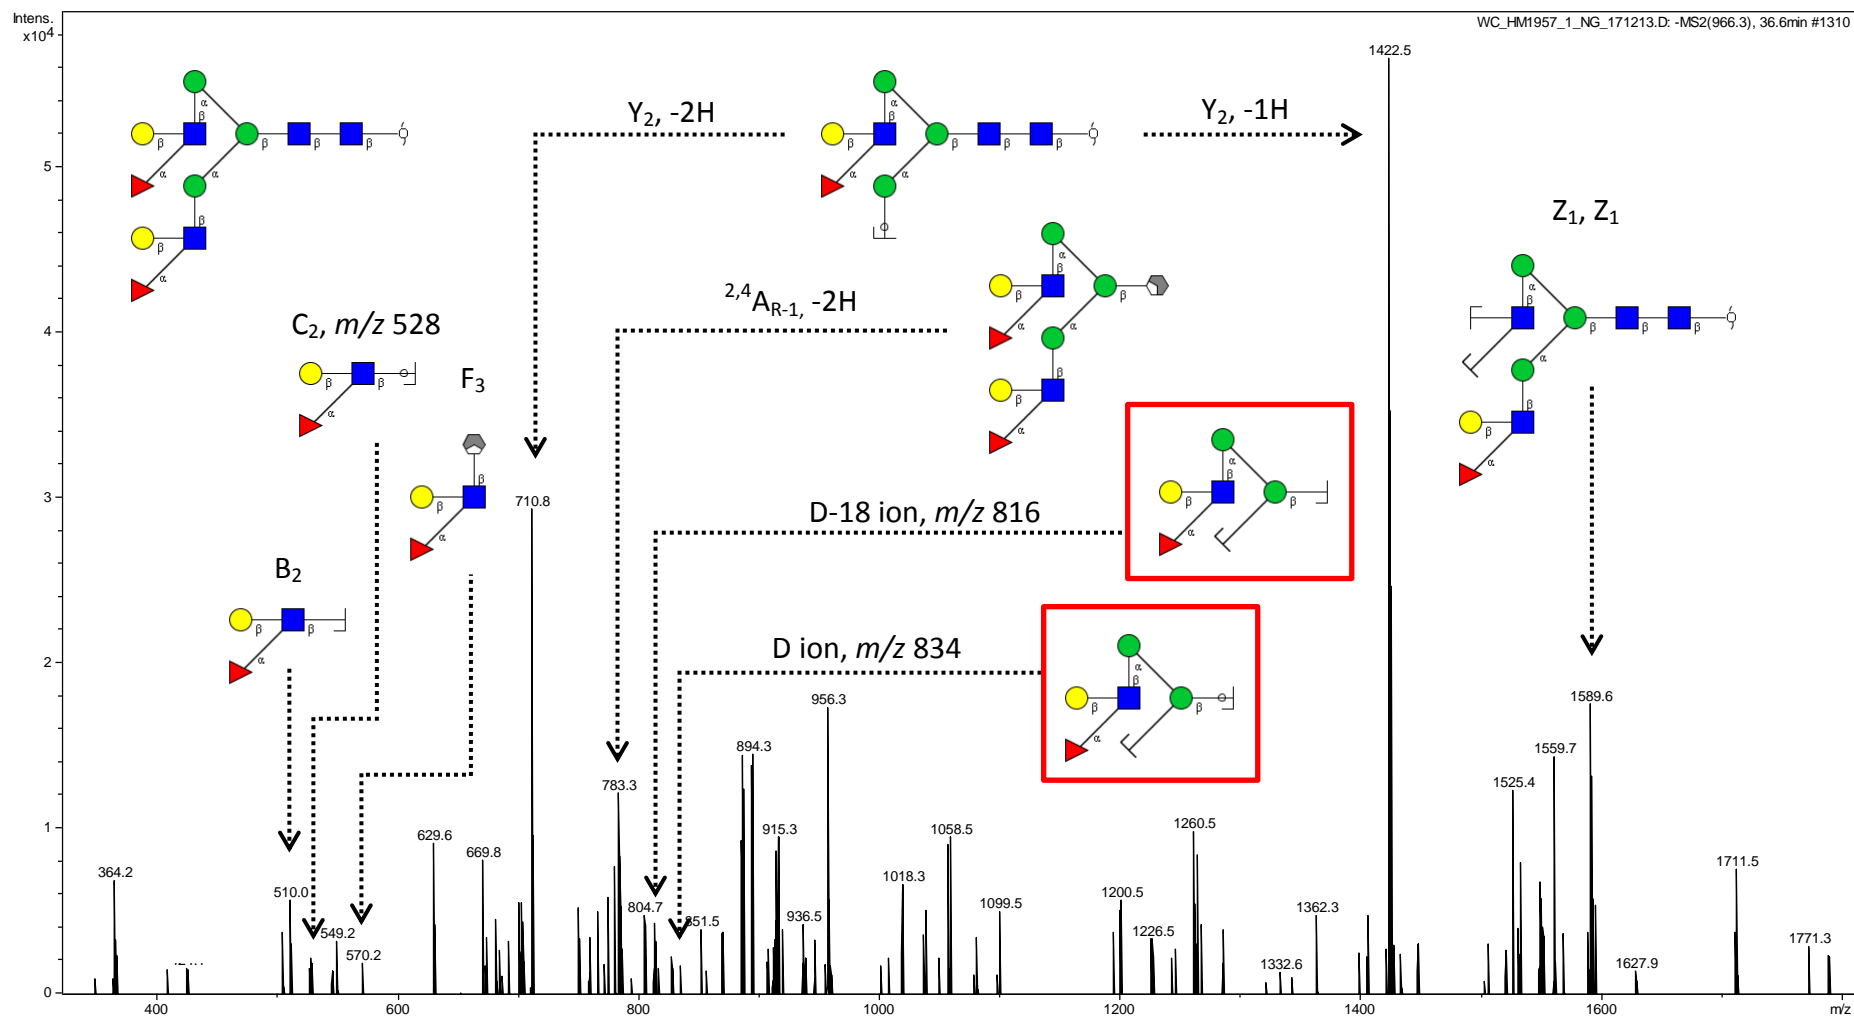 Intens.
x10⁴
WC_HM1957_1_NG_171213.D: -MS2(966.3), 36.6min #1310
1422.5
Y₂, -2H
Y₂, -1H
Z₁, Z₁
²,⁴A_R-1, -2H
C₂, m/z 528
F₃
B₂
D-18 ion, m/z 816
D ion, m/z 834
α
β
5
4
3
2
1
0
710.8
956.3
1589.6
894.3
783.3
1559.7
1525.4
629.6
669.8
915.3
1058.5
1260.5
364.2
510.0
804.7
851.5
936.5
1018.3
1099.5
1200.5
1226.5
1362.3
1711.5
549.2
570.2
1332.6
1627.9
1771.3
400
600
800
1000
1200
1400
1600
m/z